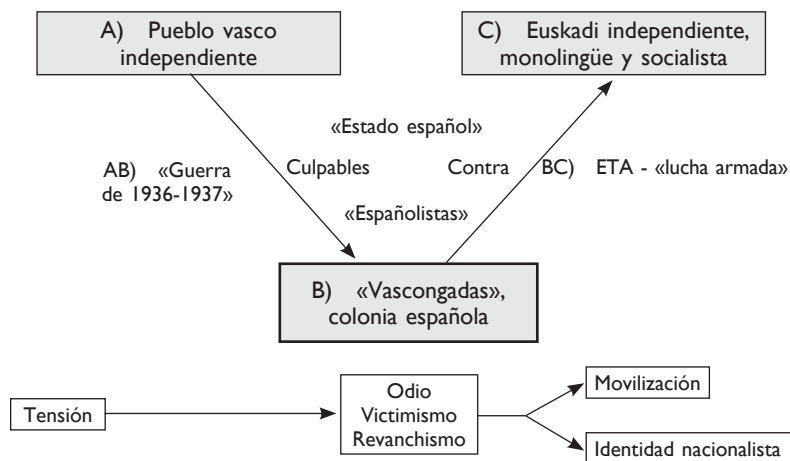 A) Pueblo vasco
independiente
C) Euskadi independiente,
monolingüe y socialista
«Estado español»
AB) «Guerra
de 1936-1937»
Culpables
Contra
BC) ETA - «lucha armada»
«Españolistas»
B) «Vascongadas»,
colonia española
Tensión
Odio
Victimismo
Revanchismo
Movilización
Identidad nacionalista